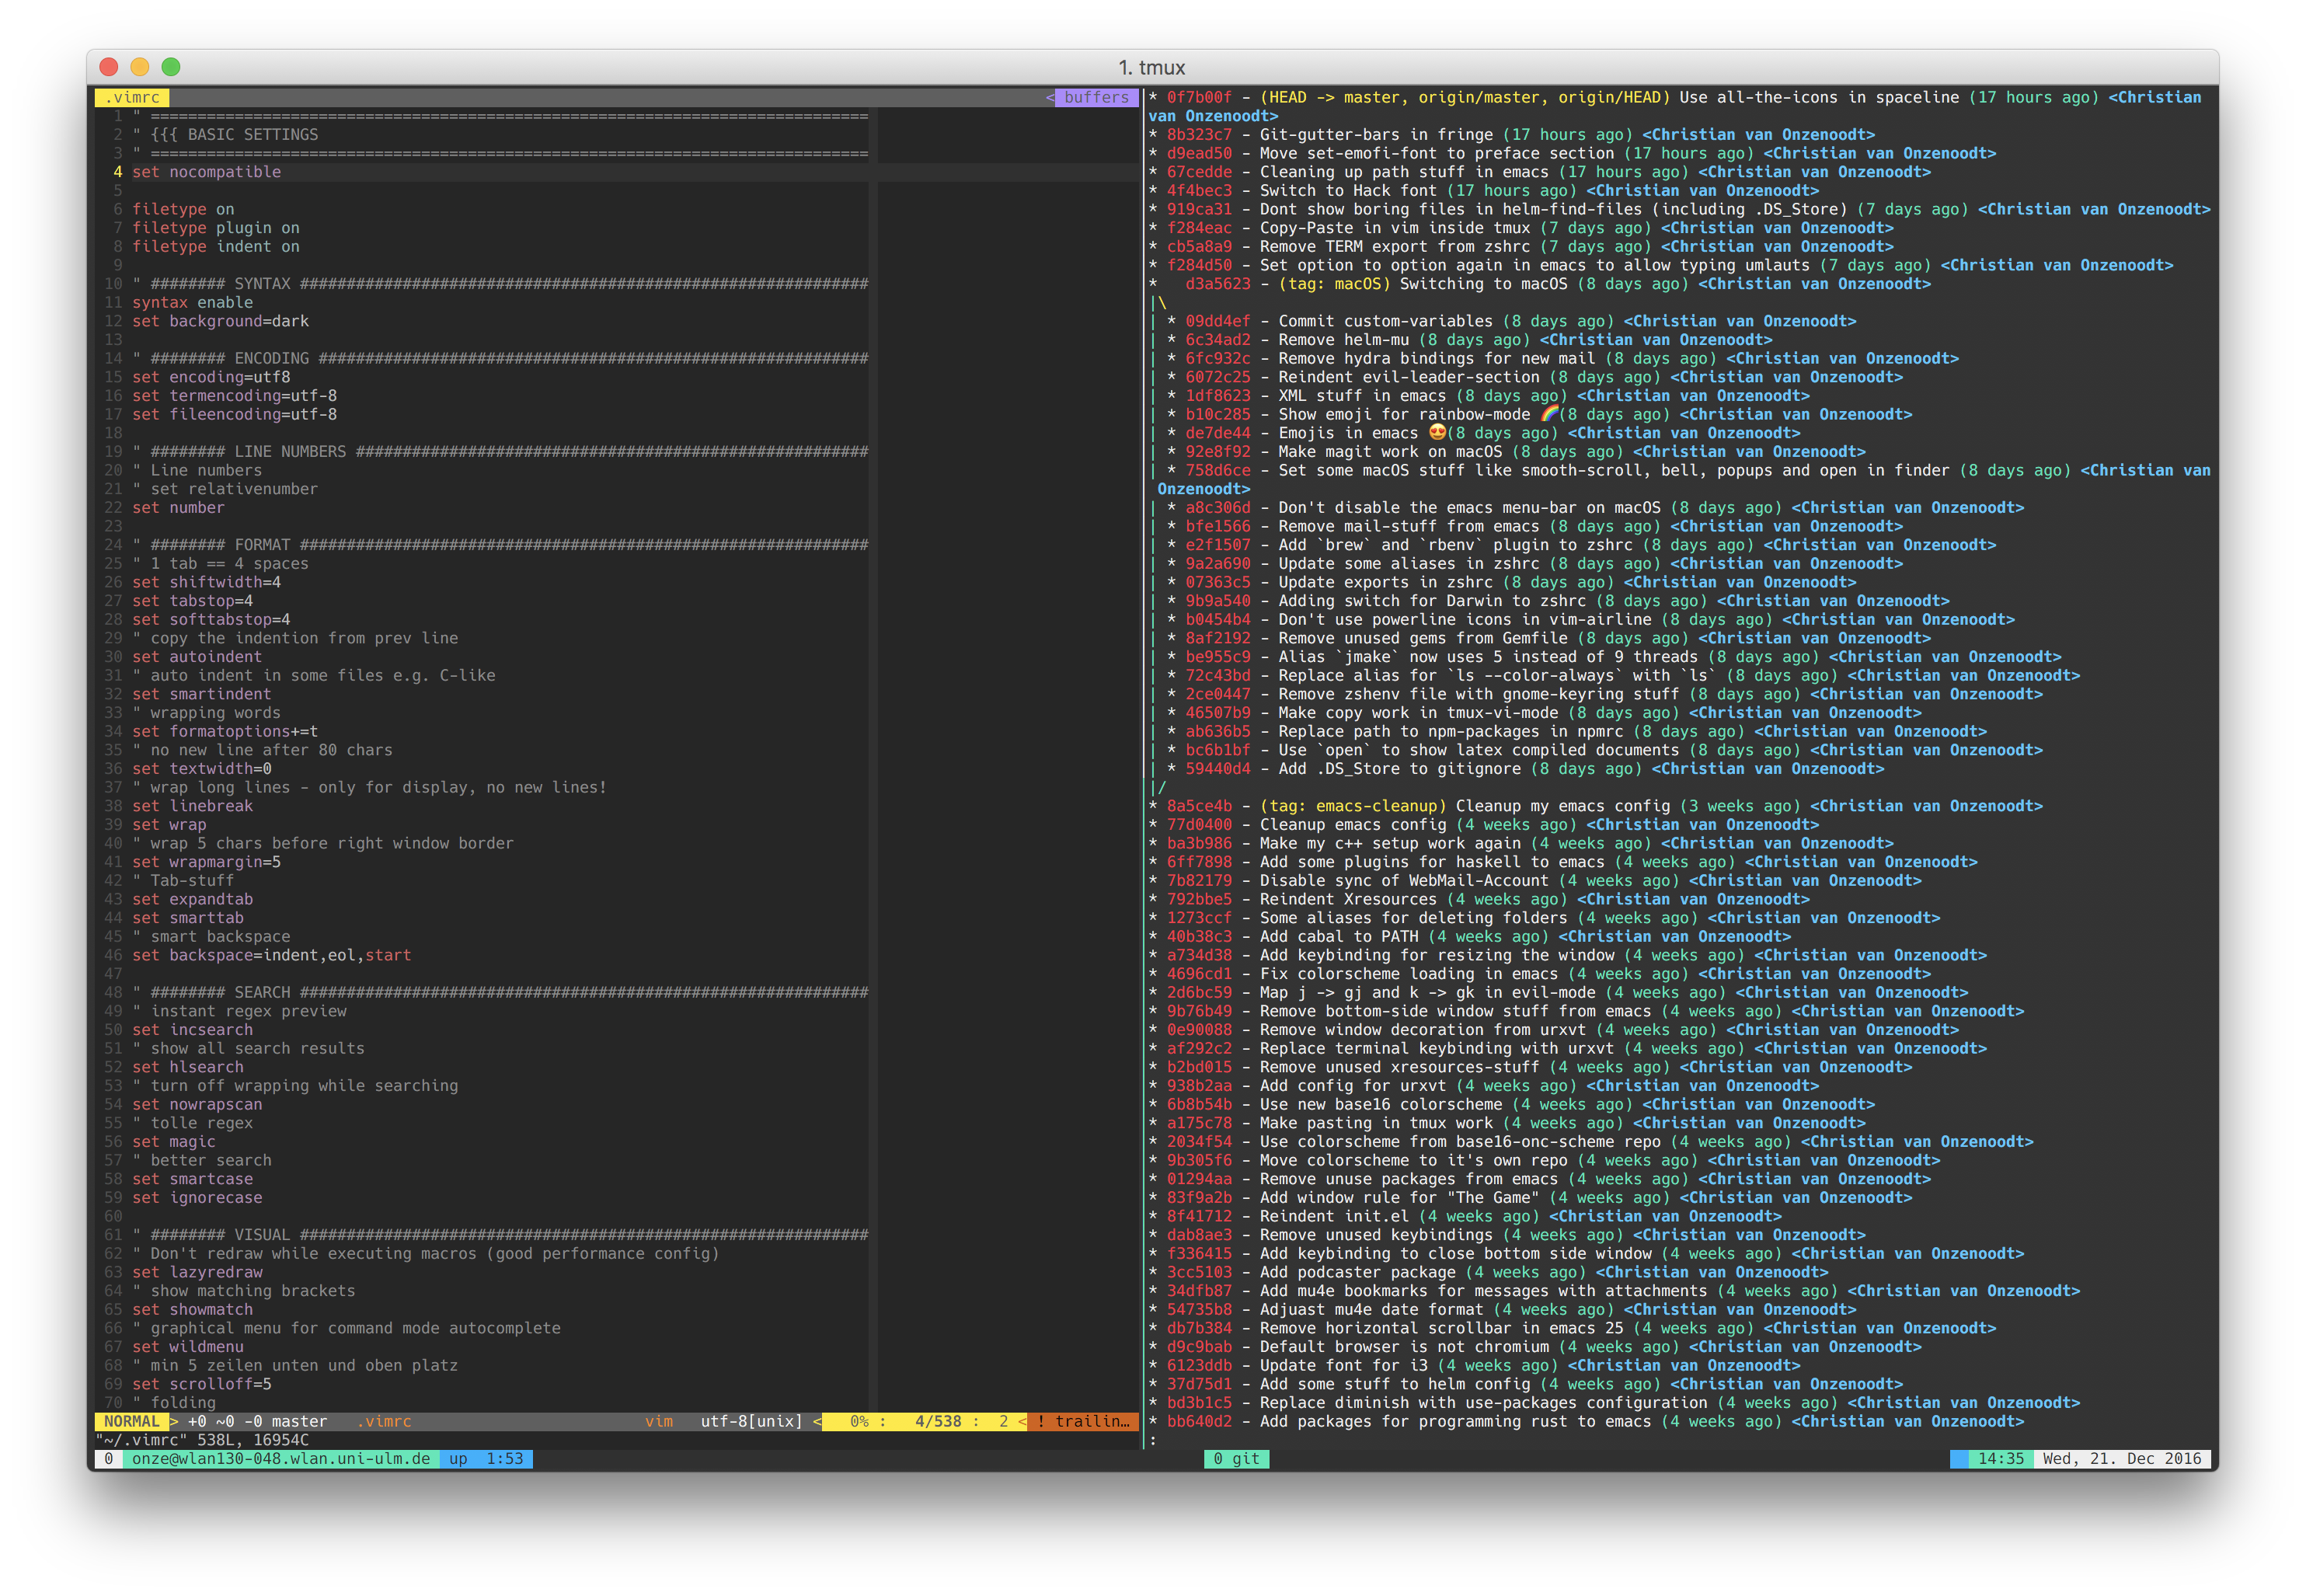 1. tmux
.vimrc < buffers
1 " =============================================================================
2 " {{{ BASIC SETTINGS
3 " =============================================================================
4 set nocompatible
5
6 filetype on
7 filetype plugin on
8 filetype indent on
9
10 " ######## SYNTAX #############################################################
11 syntax enable
12 set background=dark
13
14 " ######## ENCODING ###########################################################
15 set encoding=utf8
16 set termencoding=utf-8
17 set fileencoding=utf-8
18
19 " ######## LINE NUMBERS #######################################################
20 " Line numbers
21 " set relativenumber
22 set number
23
24 " ######## FORMAT #############################################################
25 " 1 tab == 4 spaces
26 set shiftwidth=4
27 set tabstop=4
28 set softtabstop=4
29 " copy the indention from prev line
30 set autoindent
31 " auto indent in some files e.g. C-like
32 set smartindent
33 " wrapping words
34 set formatoptions+=t
35 " no new line after 80 chars
36 set textwidth=0
37 " wrap long lines - only for display, no new lines!
38 set linebreak
39 set wrap
40 " wrap 5 chars before right window border
41 set wrapmargin=5
42 " Tab-stuff
43 set expandtab
44 set smarttab
45 " smart backspace
46 set backspace=indent,eol,start
47
48 " ######## SEARCH #############################################################
49 " instant regex preview
50 set incsearch
51 " show all search results
52 set hlsearch
53 " turn off wrapping while searching
54 set nowrapscan
55 " tolle regex
56 set magic
57 " better search
58 set smartcase
59 set ignorecase
60
61 " ######## VISUAL #############################################################
62 " Don't redraw while executing macros (good performance config)
63 set lazyredraw
64 " show matching brackets
65 set showmatch
66 " graphical menu for command mode autocomplete
67 set wildmenu
68 " min 5 zeilen unten und oben platz
69 set scrolloff=5
70 " folding
NORMAL > +0 ~0 -0 master .vimrc vim utf-8[unix] < 0% : 4/538 : 2 < ! trailin…
"~/.vimrc" 538L, 16954C
* 0f7b00f - (HEAD -> master, origin/master, origin/HEAD) Use all-the-icons in spaceline (17 hours ago) <Christian
van Onzenoodt>
* 8b323c7 - Git-gutter-bars in fringe (17 hours ago) <Christian van Onzenoodt>
* d9ead50 - Move set-emofi-font to preface section (17 hours ago) <Christian van Onzenoodt>
* 67cedde - Cleaning up path stuff in emacs (17 hours ago) <Christian van Onzenoodt>
* 4f4bec3 - Switch to Hack font (17 hours ago) <Christian van Onzenoodt>
* 919ca31 - Dont show boring files in helm-find-files (including .DS_Store) (7 days ago) <Christian van Onzenoodt>
* f284eac - Copy-Paste in vim inside tmux (7 days ago) <Christian van Onzenoodt>
* cb5a8a9 - Remove TERM export from zshrc (7 days ago) <Christian van Onzenoodt>
* f284d50 - Set option to option again in emacs to allow typing umlauts (7 days ago) <Christian van Onzenoodt>
*   d3a5623 - (tag: macOS) Switching to macOS (8 days ago) <Christian van Onzenoodt>
|\
| * 09dd4ef - Commit custom-variables (8 days ago) <Christian van Onzenoodt>
| * 6c34ad2 - Remove helm-mu (8 days ago) <Christian van Onzenoodt>
| * 6fc932c - Remove hydra bindings for new mail (8 days ago) <Christian van Onzenoodt>
| * 6072c25 - Reindent evil-leader-section (8 days ago) <Christian van Onzenoodt>
| * 1df8623 - XML stuff in emacs (8 days ago) <Christian van Onzenoodt>
| * b10c285 - Show emoji for rainbow-mode 🌈(8 days ago) <Christian van Onzenoodt>
| * de7de44 - Emojis in emacs 😍(8 days ago) <Christian van Onzenoodt>
| * 92e8f92 - Make magit work on macOS (8 days ago) <Christian van Onzenoodt>
| * 758d6ce - Set some macOS stuff like smooth-scroll, bell, popups and open in finder (8 days ago) <Christian van
Onzenoodt>
| * a8c306d - Don't disable the emacs menu-bar on macOS (8 days ago) <Christian van Onzenoodt>
| * bfe1566 - Remove mail-stuff from emacs (8 days ago) <Christian van Onzenoodt>
| * e2f1507 - Add `brew` and `rbenv` plugin to zshrc (8 days ago) <Christian van Onzenoodt>
| * 9a2a690 - Update some aliases in zshrc (8 days ago) <Christian van Onzenoodt>
| * 07363c5 - Update exports in zshrc (8 days ago) <Christian van Onzenoodt>
| * 9b9a540 - Adding switch for Darwin to zshrc (8 days ago) <Christian van Onzenoodt>
| * b0454b4 - Don't use powerline icons in vim-airline (8 days ago) <Christian van Onzenoodt>
| * 8af2192 - Remove unused gems from Gemfile (8 days ago) <Christian van Onzenoodt>
| * be955c9 - Alias `jmake` now uses 5 instead of 9 threads (8 days ago) <Christian van Onzenoodt>
| * 72c43bd - Replace alias for `ls --color-always` with `ls` (8 days ago) <Christian van Onzenoodt>
| * 2ce0447 - Remove zshenv file with gnome-keyring stuff (8 days ago) <Christian van Onzenoodt>
| * 46507b9 - Make copy work in tmux-vi-mode (8 days ago) <Christian van Onzenoodt>
| * ab636b5 - Replace path to npm-packages in npmrc (8 days ago) <Christian van Onzenoodt>
| * bc6b1bf - Use `open` to show latex compiled documents (8 days ago) <Christian van Onzenoodt>
| * 59440d4 - Add .DS_Store to gitignore (8 days ago) <Christian van Onzenoodt>
|/
* 8a5ce4b - (tag: emacs-cleanup) Cleanup my emacs config (3 weeks ago) <Christian van Onzenoodt>
* 77d0400 - Cleanup emacs config (4 weeks ago) <Christian van Onzenoodt>
* ba3b986 - Make my c++ setup work again (4 weeks ago) <Christian van Onzenoodt>
* 6ff7898 - Add some plugins for haskell to emacs (4 weeks ago) <Christian van Onzenoodt>
* 7b82179 - Disable sync of WebMail-Account (4 weeks ago) <Christian van Onzenoodt>
* 792bbe5 - Reindent Xresources (4 weeks ago) <Christian van Onzenoodt>
* 1273ccf - Some aliases for deleting folders (4 weeks ago) <Christian van Onzenoodt>
* 40b38c3 - Add cabal to PATH (4 weeks ago) <Christian van Onzenoodt>
* a734d38 - Add keybinding for resizing the window (4 weeks ago) <Christian van Onzenoodt>
* 4696cd1 - Fix colorscheme loading in emacs (4 weeks ago) <Christian van Onzenoodt>
* 2d6bc59 - Map j -> gj and k -> gk in evil-mode (4 weeks ago) <Christian van Onzenoodt>
* 9b76b49 - Remove bottom-side window stuff from emacs (4 weeks ago) <Christian van Onzenoodt>
* 0e90088 - Remove window decoration from urxvt (4 weeks ago) <Christian van Onzenoodt>
* af292c2 - Replace terminal keybinding with urxvt (4 weeks ago) <Christian van Onzenoodt>
* b2bd015 - Remove unused xresources-stuff (4 weeks ago) <Christian van Onzenoodt>
* 938b2aa - Add config for urxvt (4 weeks ago) <Christian van Onzenoodt>
* 6b8b54b - Use new base16 colorscheme (4 weeks ago) <Christian van Onzenoodt>
* a175c78 - Make pasting in tmux work (4 weeks ago) <Christian van Onzenoodt>
* 2034f54 - Use colorscheme from base16-onc-scheme repo (4 weeks ago) <Christian van Onzenoodt>
* 9b305f6 - Move colorscheme to it's own repo (4 weeks ago) <Christian van Onzenoodt>
* 01294aa - Remove unuse packages from emacs (4 weeks ago) <Christian van Onzenoodt>
* 83f9a2b - Add window rule for "The Game" (4 weeks ago) <Christian van Onzenoodt>
* 8f41712 - Reindent init.el (4 weeks ago) <Christian van Onzenoodt>
* dab8ae3 - Remove unused keybindings (4 weeks ago) <Christian van Onzenoodt>
* f336415 - Add keybinding to close bottom side window (4 weeks ago) <Christian van Onzenoodt>
* 3cc5103 - Add podcaster package (4 weeks ago) <Christian van Onzenoodt>
* 34dfb87 - Add mu4e bookmarks for messages with attachments (4 weeks ago) <Christian van Onzenoodt>
* 54735b8 - Adjuast mu4e date format (4 weeks ago) <Christian van Onzenoodt>
* db7b384 - Remove horizontal scrollbar in emacs 25 (4 weeks ago) <Christian van Onzenoodt>
* d9c9bab - Default browser is not chromium (4 weeks ago) <Christian van Onzenoodt>
* 6123ddb - Update font for i3 (4 weeks ago) <Christian van Onzenoodt>
* 37d75d1 - Add some stuff to helm config (4 weeks ago) <Christian van Onzenoodt>
* bd3b1c5 - Replace diminish with use-packages configuration (4 weeks ago) <Christian van Onzenoodt>
* bb640d2 - Add packages for programming rust to emacs (4 weeks ago) <Christian van Onzenoodt>
:
0 onze@wlan130-048.wlan.uni-ulm.de up 1:53 0 git 14:35 Wed, 21. Dec 2016